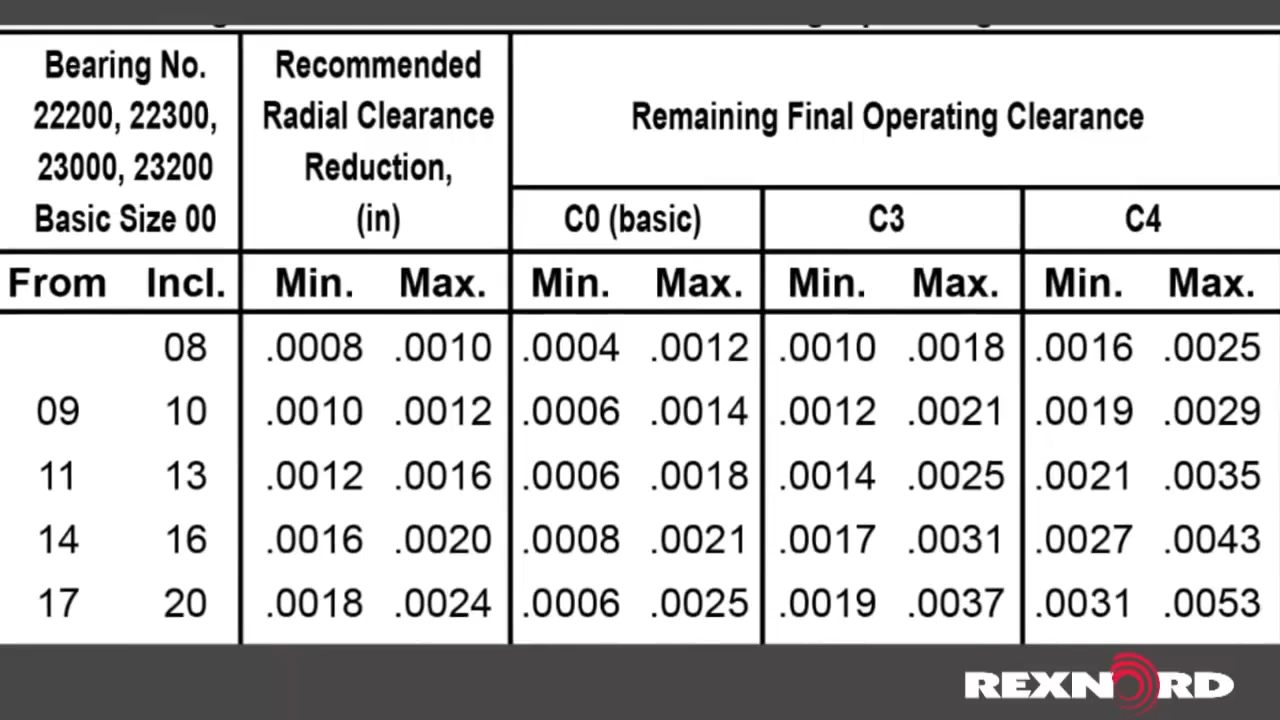 Bearing No.
22200, 22300,
23000, 23200
Basic Size 00
Recommended
Radial Clearance
Reduction,
(in)
Remaining Final Operating Clearance
C0 (basic) C3 C4
From Incl. Min. Max. Min. Max. Min. Max. Min. Max.
08 .0008 .0010 .0004 .0012 .0010 .0018 .0016 .0025
09 10 .0010 .0012 .0006 .0014 .0012 .0021 .0019 .0029
11 13 .0012 .0016 .0006 .0018 .0014 .0025 .0021 .0035
14 16 .0016 .0020 .0008 .0021 .0017 .0031 .0027 .0043
17 20 .0018 .0024 .0006 .0025 .0019 .0037 .0031 .0053
REXNORD